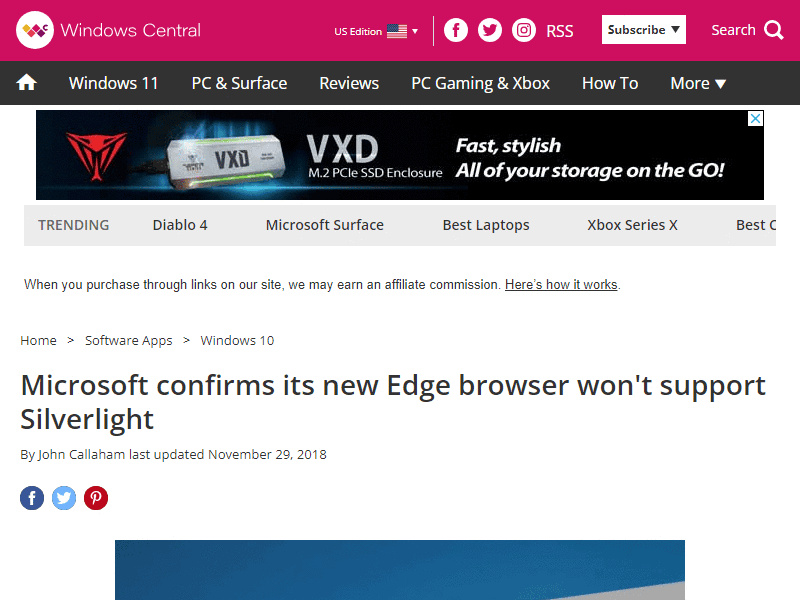 Windows Central
US Edition
RSS
Subscribe ▼
Search
Windows 11
PC & Surface
Reviews
PC Gaming & Xbox
How To
More ▼
VXD
VXD
M.2 PCIe SSD Enclosure
Fast, stylish
All of your storage on the GO!
TRENDING
Diablo 4
Microsoft Surface
Best Laptops
Xbox Series X
Best C
When you purchase through links on our site, we may earn an affiliate commission. Here’s how it works.
Home > Software Apps > Windows 10
Microsoft confirms its new Edge browser won't support
Silverlight
By John Callaham last updated November 29, 2018